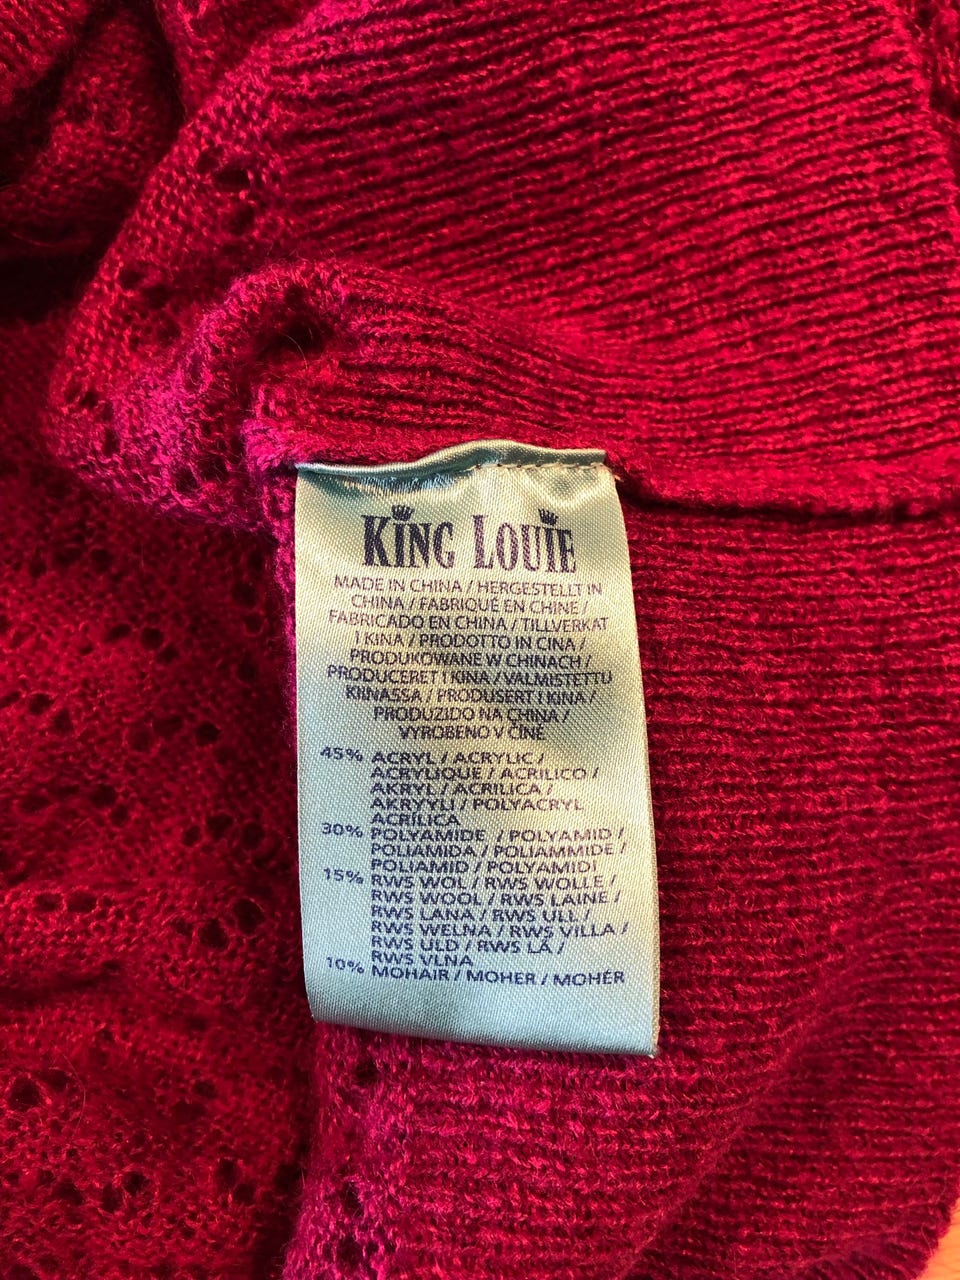 KING LOUIE
MADE IN CHINA / HERGESTELLT IN
CHINA / FABRIQUÉ EN CHINE /
FABRICADO EN CHINA / TILLVERKAT
I KINA / PRODOTTO IN CINA /
PRODUKOWANE W CHINACH /
PRODUCERET I KINA / VALMISTETTU
KIINASSA / PRODUSERT I KINA /
PRODUZIDO NA CHINA /
VYROBENO V ČÍNĚ
45% ACRYL / ACRYLIC /
ACRYLIQUE / ACRILICO /
AKRYL / ACRILICA /
AKRYYLI / POLYACRYL
ACRÍLICA
30% POLYAMIDE / POLYAMID /
POLIAMIDA / POLIAMMIDE /
POLIAMID / POLYAMIDI
15% RWS WOL / RWS WOLLE /
RWS WOOL / RWS LAINE /
RWS LANA / RWS ULL /
RWS WELNA / RWS VILLA /
RWS ULD / RWS LÃ /
RWS VLNA
10% MOHAIR / MOHER / MOHÉR